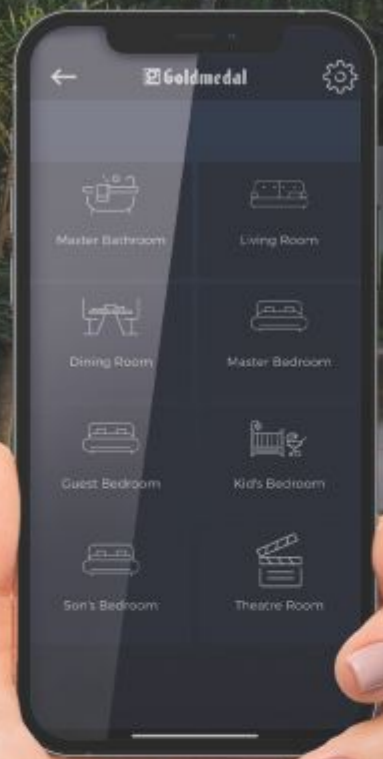 Goldmedal
Master Bathroom
Living Room
Dining Room
Master Bedroom
Guest Bedroom
Kid's Bedroom
Son's Bedroom
Theatre Room